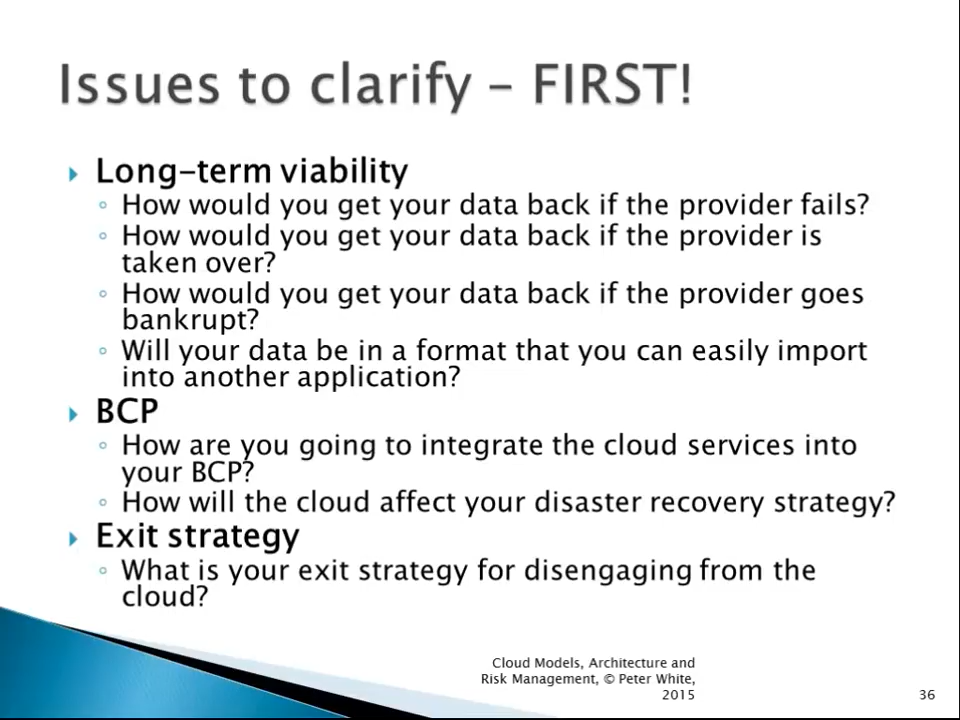 Issues to clarify – FIRST!
Long-term viability
How would you get your data back if the provider fails?
How would you get your data back if the provider is
taken over?
How would you get your data back if the provider goes
bankrupt?
Will your data be in a format that you can easily import
into another application?
BCP
How are you going to integrate the cloud services into
your BCP?
How will the cloud affect your disaster recovery strategy?
Exit strategy
What is your exit strategy for disengaging from the
cloud?
Cloud Models, Architecture and
Risk Management, © Peter White,
2015
36